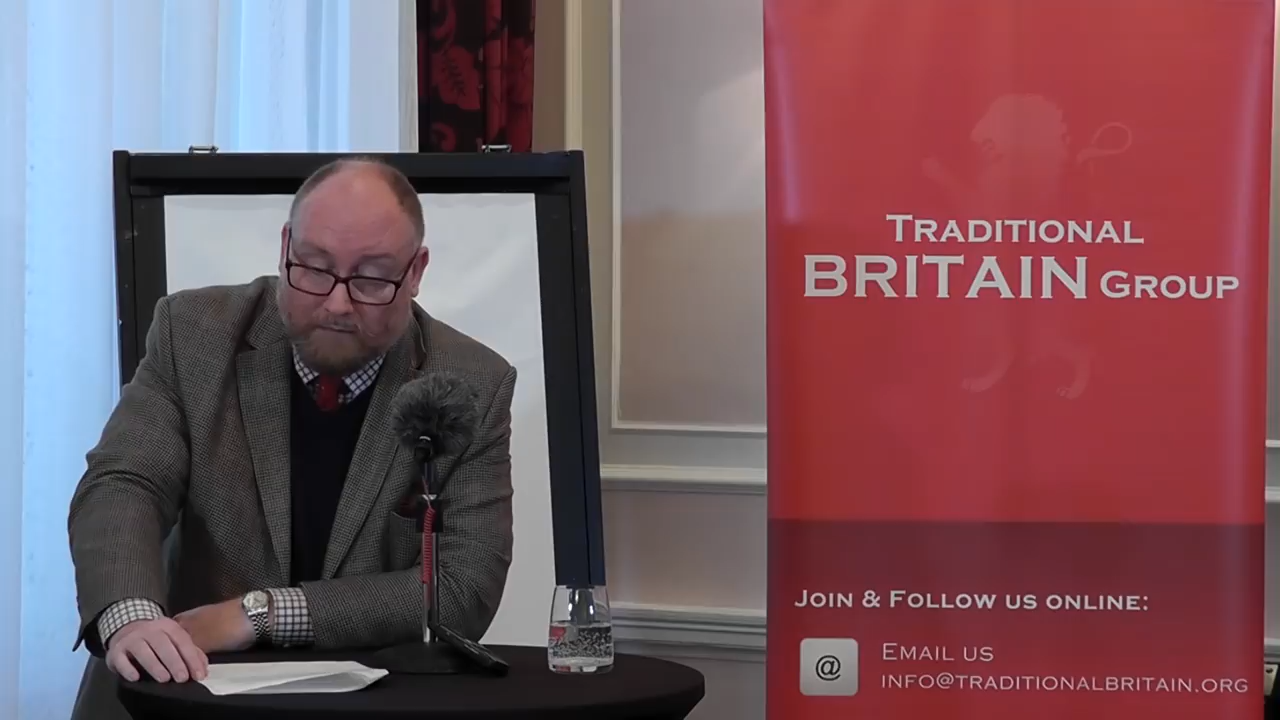 TRADITIONAL
BRITAIN GROUP
JOIN & FOLLOW US ONLINE:
@
EMAIL US
INFO@TRADITIONALBRITAIN.ORG